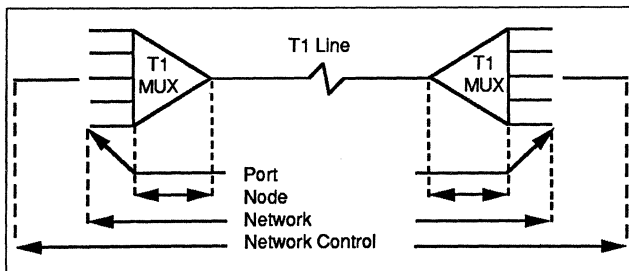 T1 Line
T1
MUX
T1
MUX
Port
Node
Network
Network Control